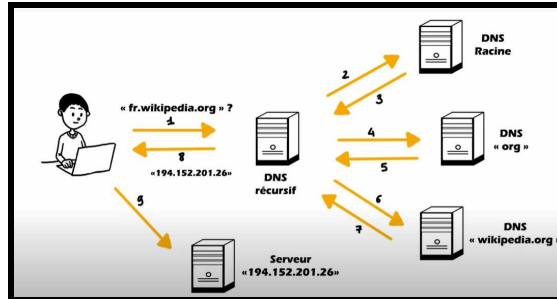 DNS
Racine
2
3
« fr.wikipedia.org » ?
1
4
DNS
« org »
8
5
«194.152.201.26»
DNS
récursif
6
9
7
DNS
« wikipedia.org »
Serveur
«194.152.201.26»